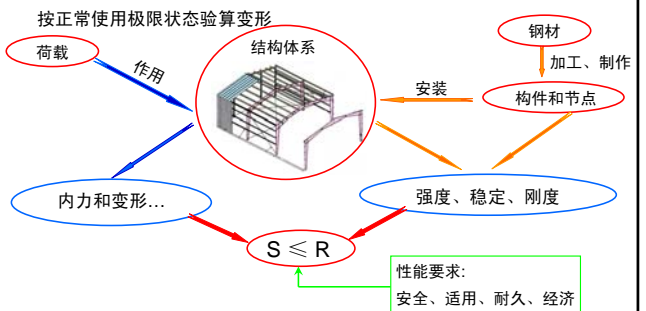 按正常使用极限状态验算变形
荷载
结构体系
钢材
作用
加工、制作
安装
构件和节点
内力和变形...
强度、稳定、刚度
S ≤ R
性能要求:
安全、适用、耐久、经济